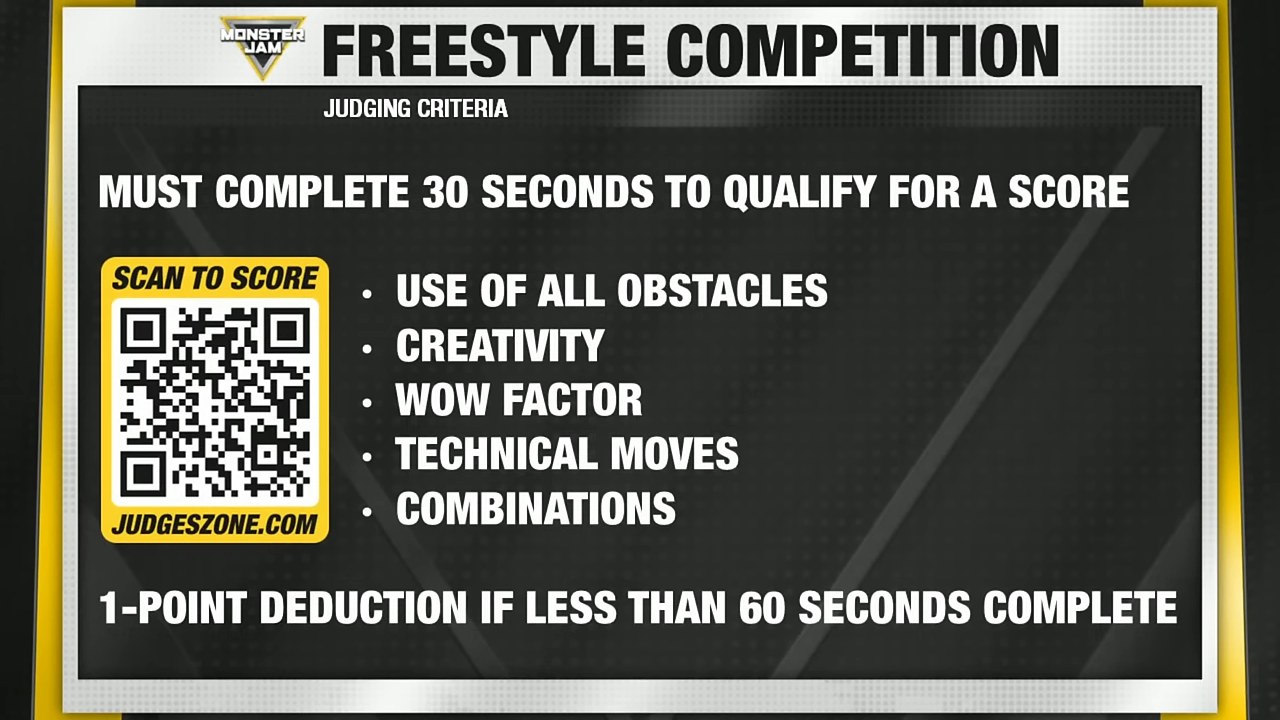 MONSTER
JAM
FREESTYLE COMPETITION
JUDGING CRITERIA
MUST COMPLETE 30 SECONDS TO QUALIFY FOR A SCORE
SCAN TO SCORE
JUDGESZONE.COM
• USE OF ALL OBSTACLES
• CREATIVITY
• WOW FACTOR
• TECHNICAL MOVES
• COMBINATIONS
1-POINT DEDUCTION IF LESS THAN 60 SECONDS COMPLETE